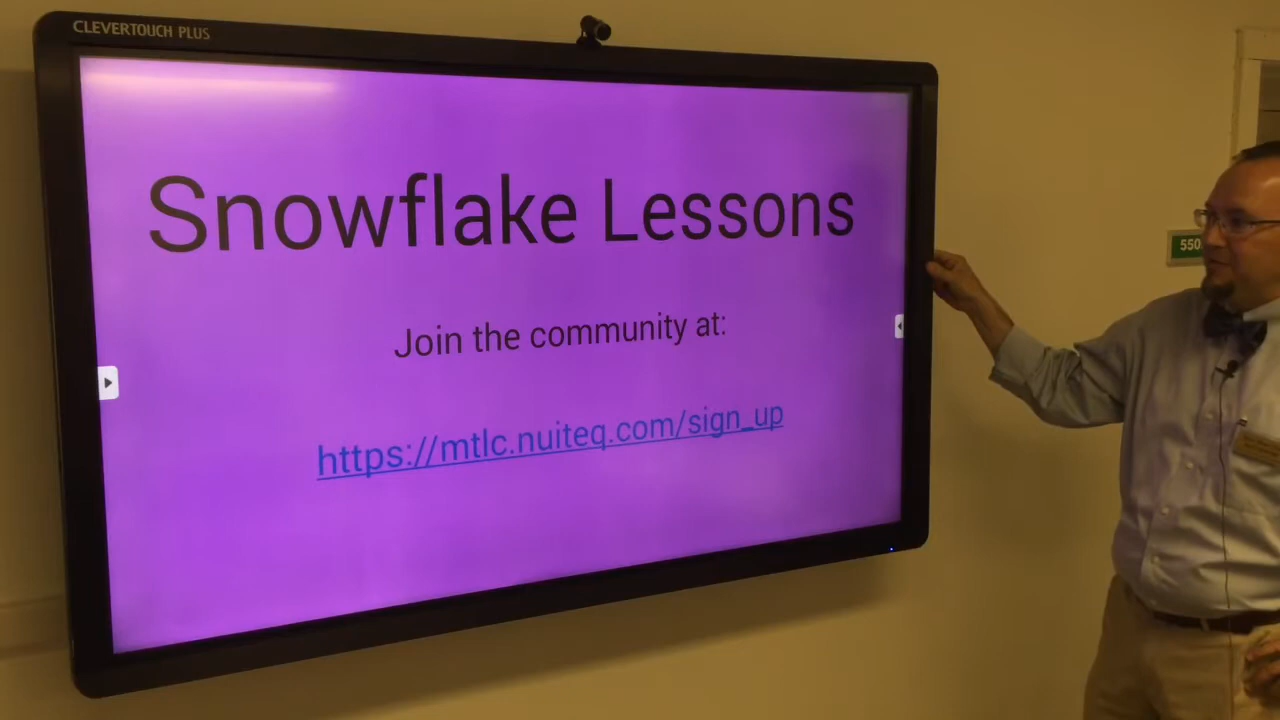 CLEVERTOUCH PLUS
Snowflake Lessons
Join the community at:
https://mtlc.nuiteq.com/sign_up
550